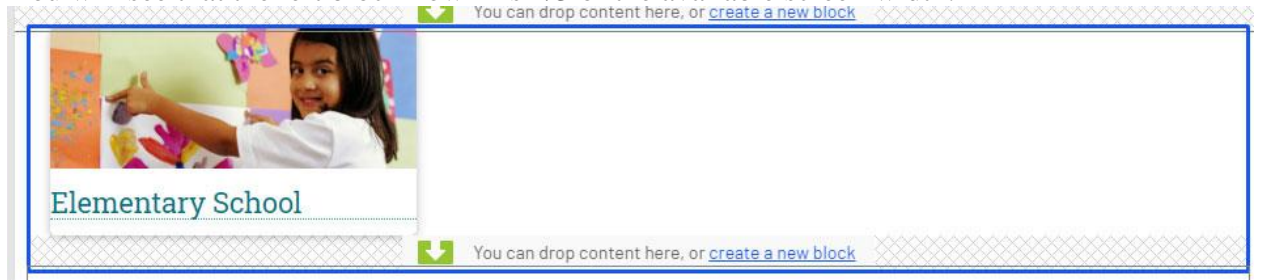 You can drop content here, or create a new block
Elementary School
You can drop content here, or create a new block